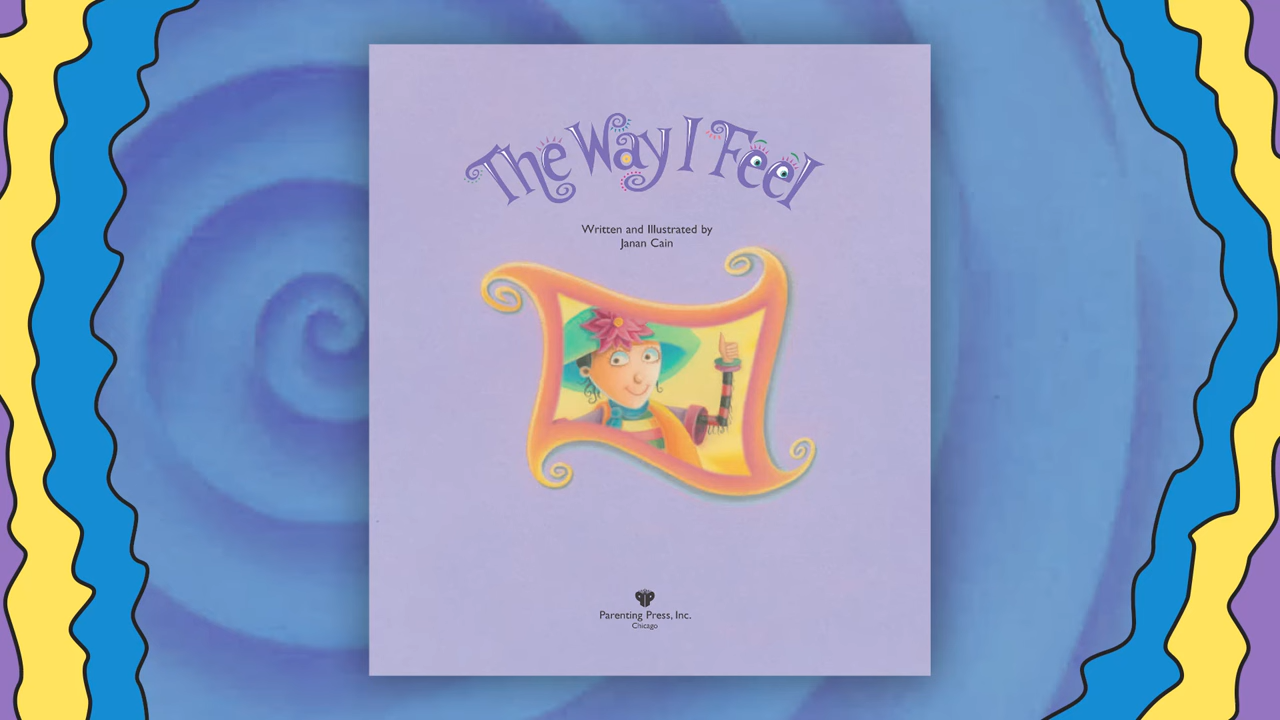 The Way I Feel
Written and Illustrated by
Janan Cain
Parenting Press, Inc.
Chicago